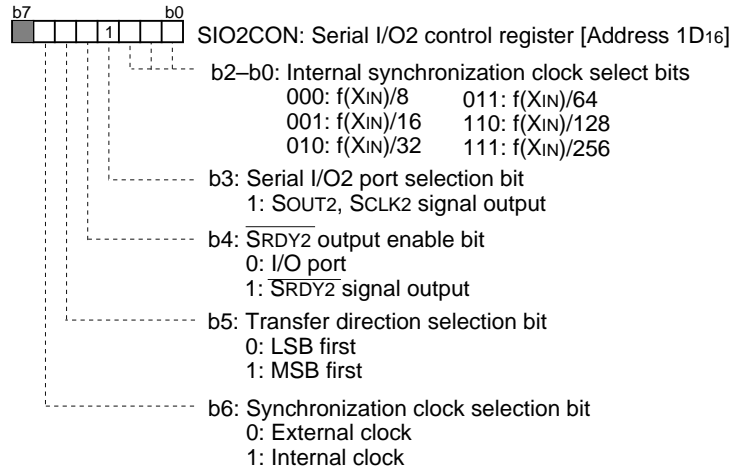 b7 b0
1 SIO2CON: Serial I/O2 control register [Address 1D16]
b2–b0: Internal synchronization clock select bits
000: f(XIN)/8 011: f(XIN)/64
001: f(XIN)/16 110: f(XIN)/128
010: f(XIN)/32 111: f(XIN)/256
b3: Serial I/O2 port selection bit
1: SOUT2, SCLK2 signal output
b4: SRDY2 output enable bit
0: I/O port
1: SRDY2 signal output
b5: Transfer direction selection bit
0: LSB first
1: MSB first
b6: Synchronization clock selection bit
0: External clock
1: Internal clock